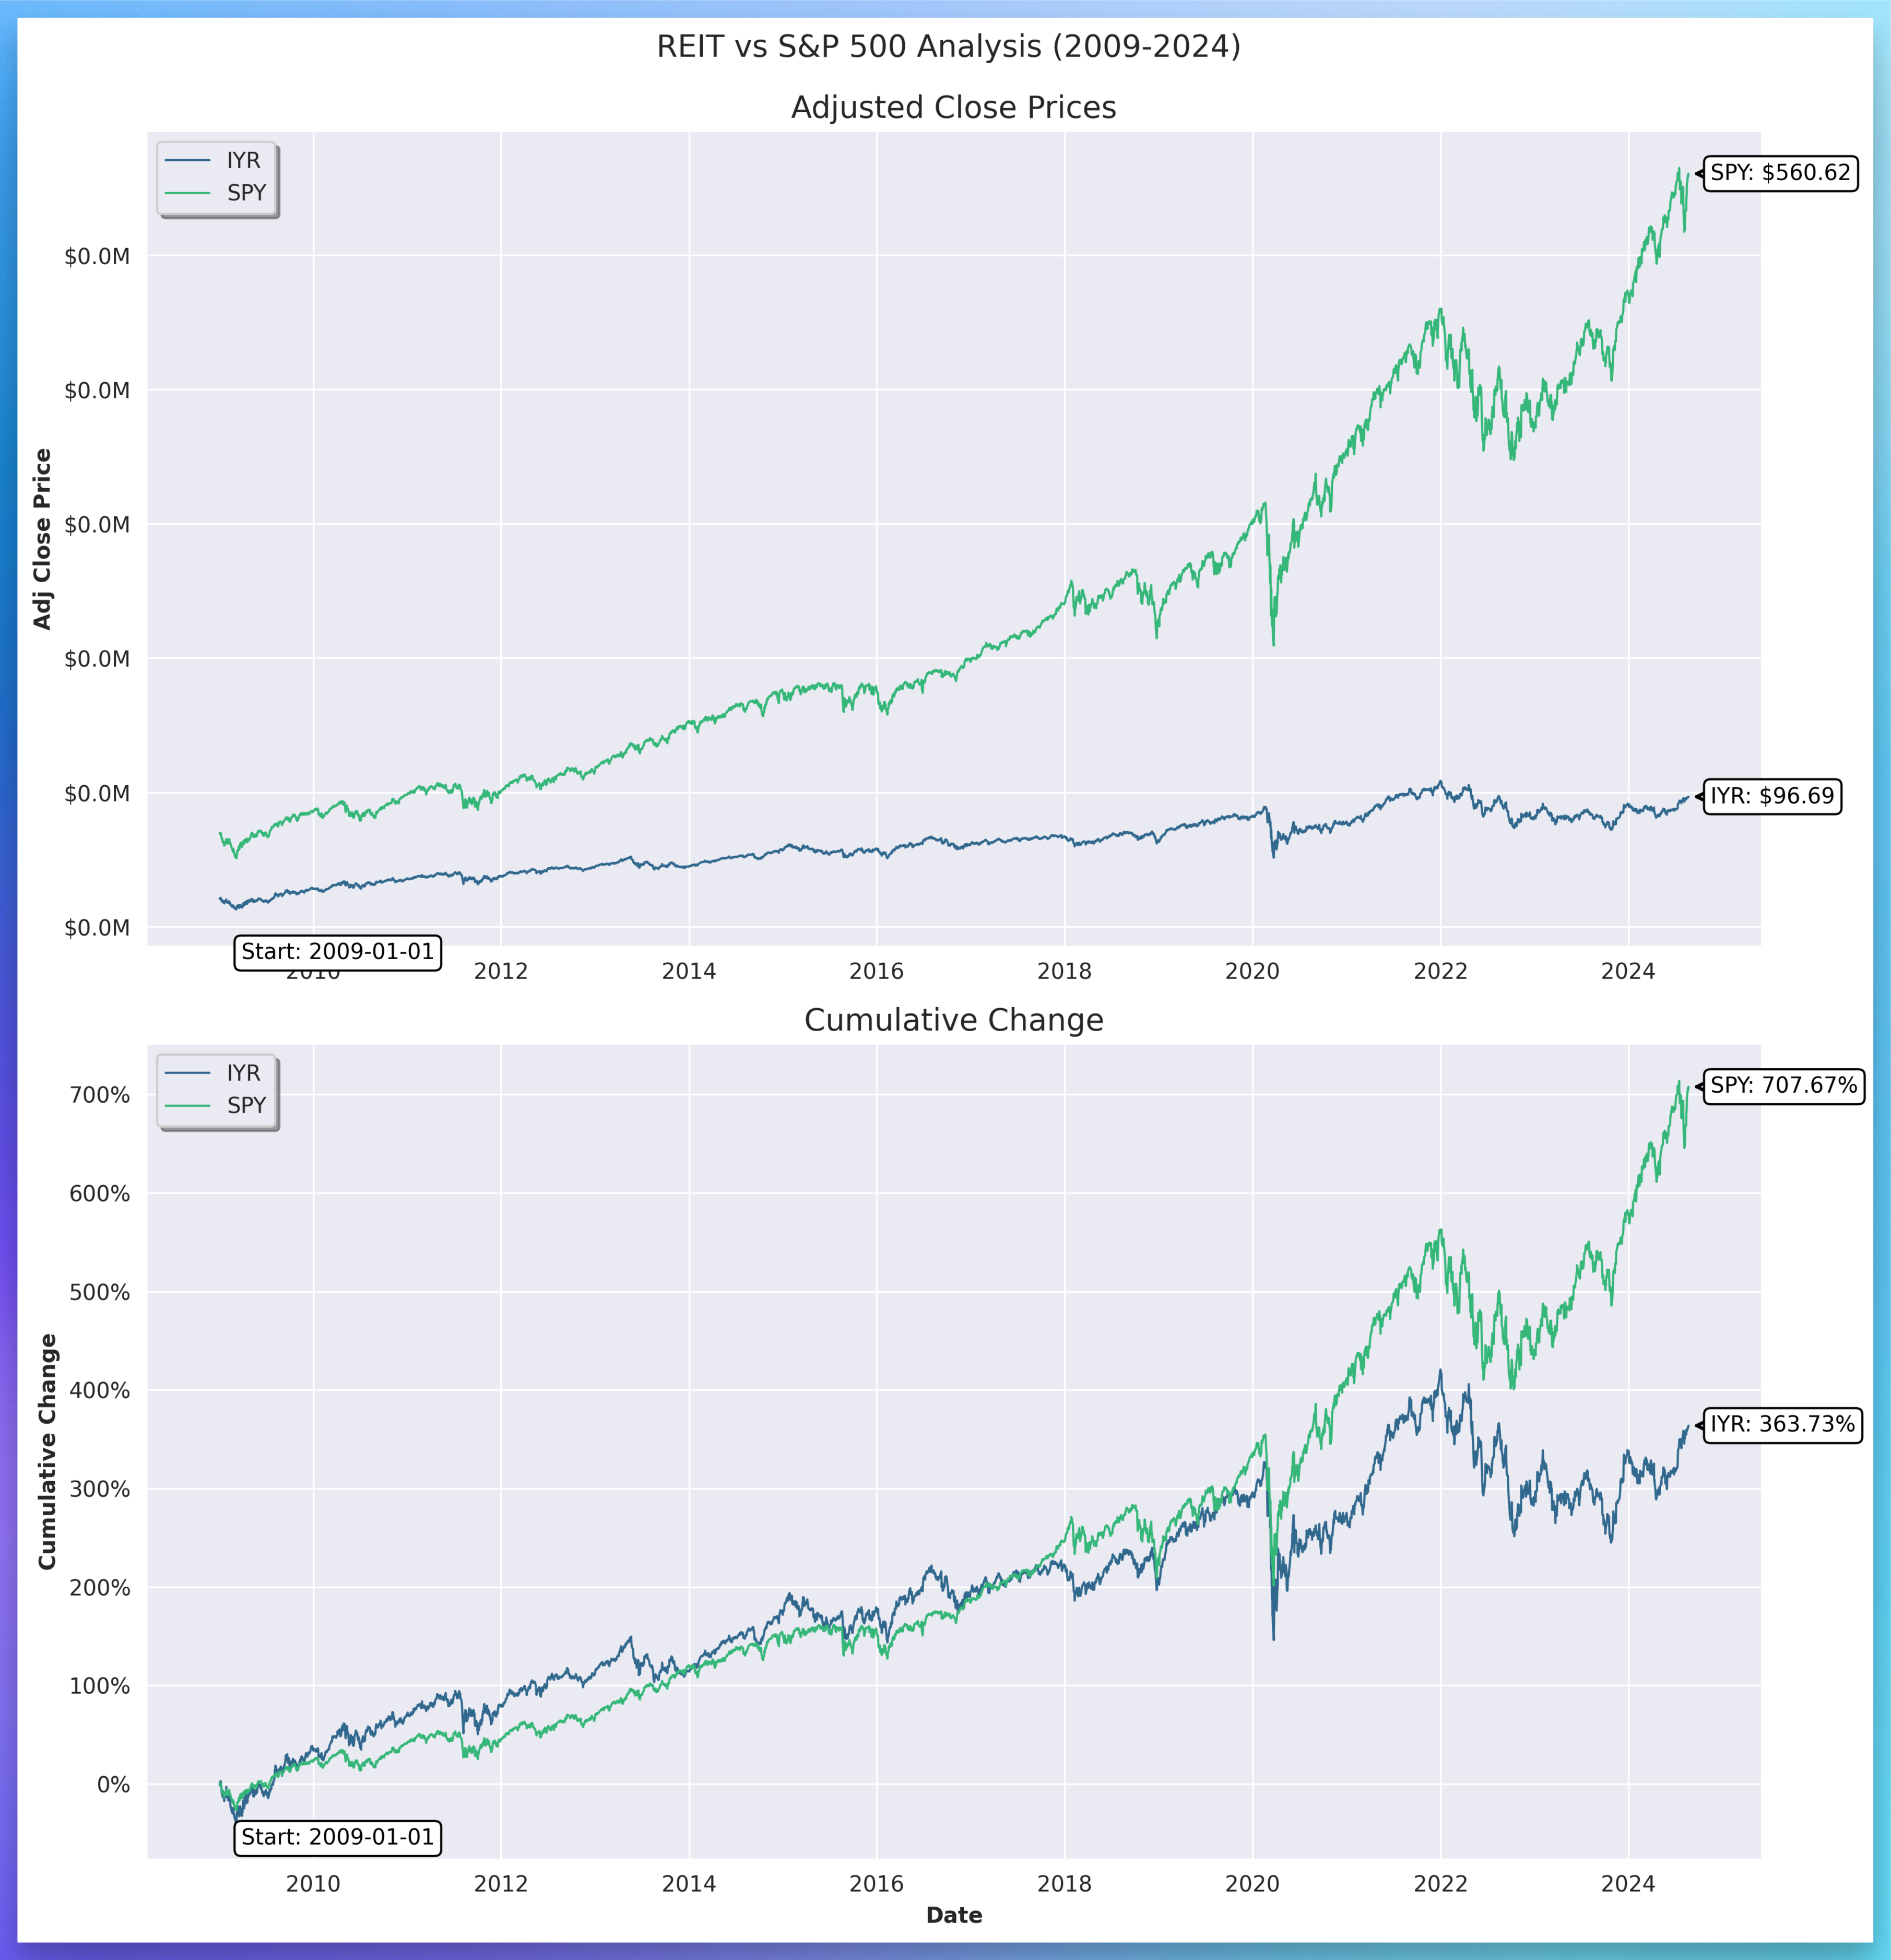 REIT vs S&P 500 Analysis (2009-2024)
Adjusted Close Prices
IYR
SPY
SPY: $560.62
$0.0M
$0.0M
$0.0M
$0.0M
$0.0M
$0.0M
Adj Close Price
IYR: $96.69
Start: 2009-01-01
2010 2012 2014 2016 2018 2020 2022 2024
Cumulative Change
IYR
SPY
SPY: 707.67%
700%
600%
500%
400%
300%
200%
100%
0%
Cumulative Change
IYR: 363.73%
Start: 2009-01-01
2010 2012 2014 2016 2018 2020 2022 2024
Date